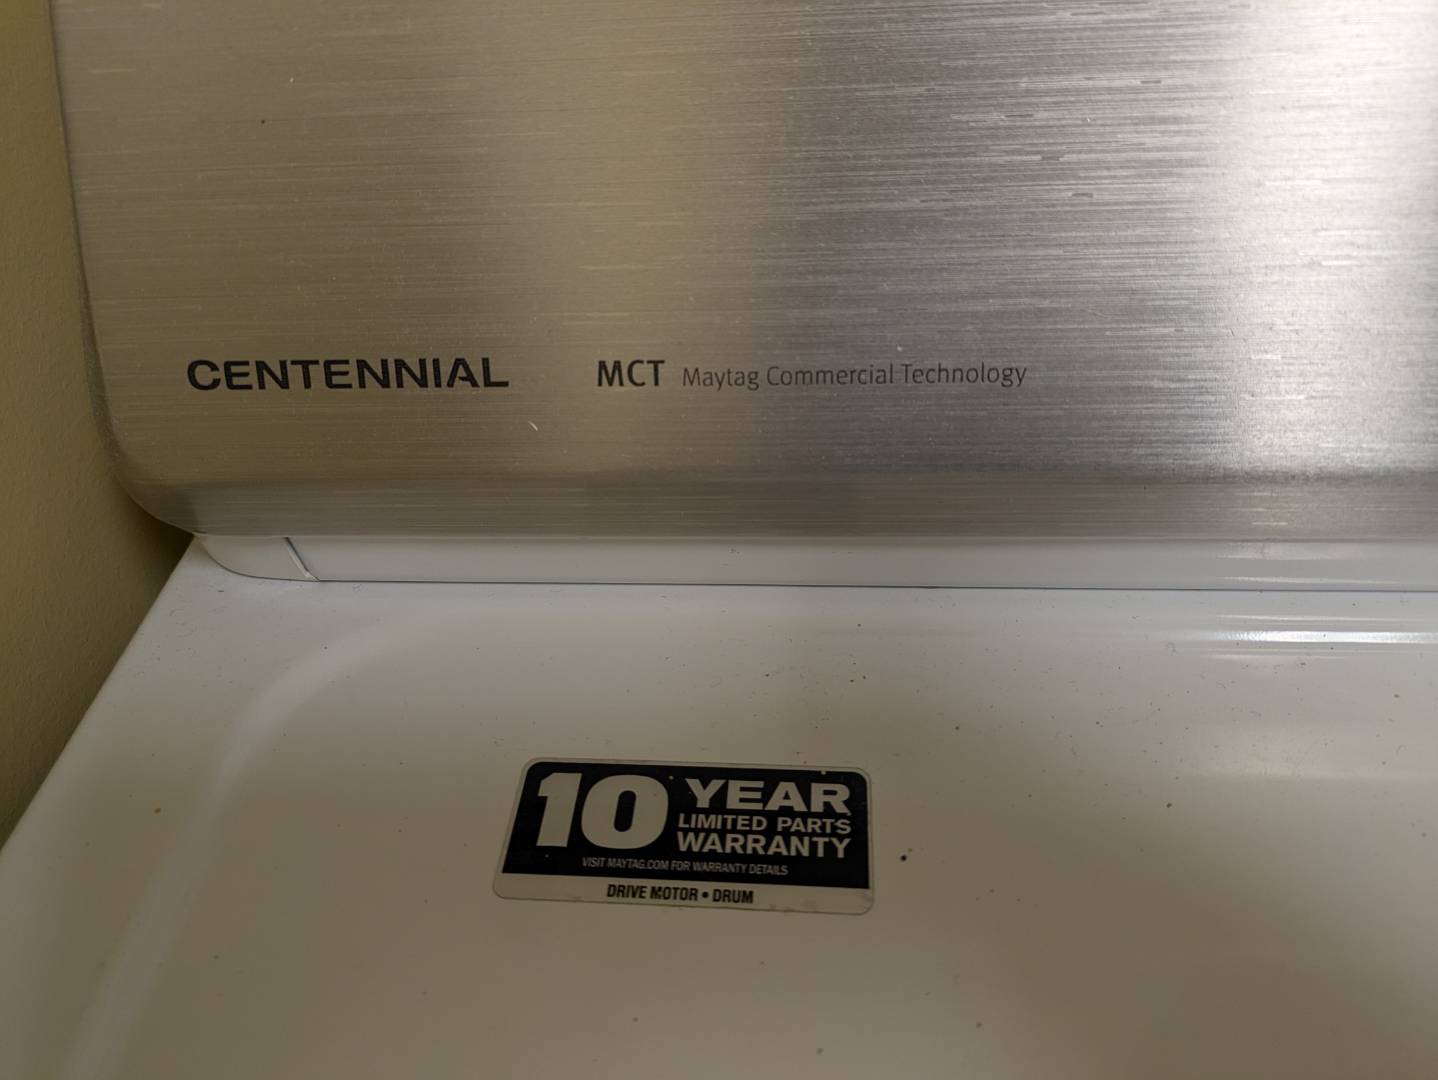 CENTENNIAL MCT Maytag Commercial Technology
10 YEAR
LIMITED PARTS
WARRANTY
VISIT MAYTAG.COM FOR WARRANTY DETAILS
DRIVE MOTOR • DRUM